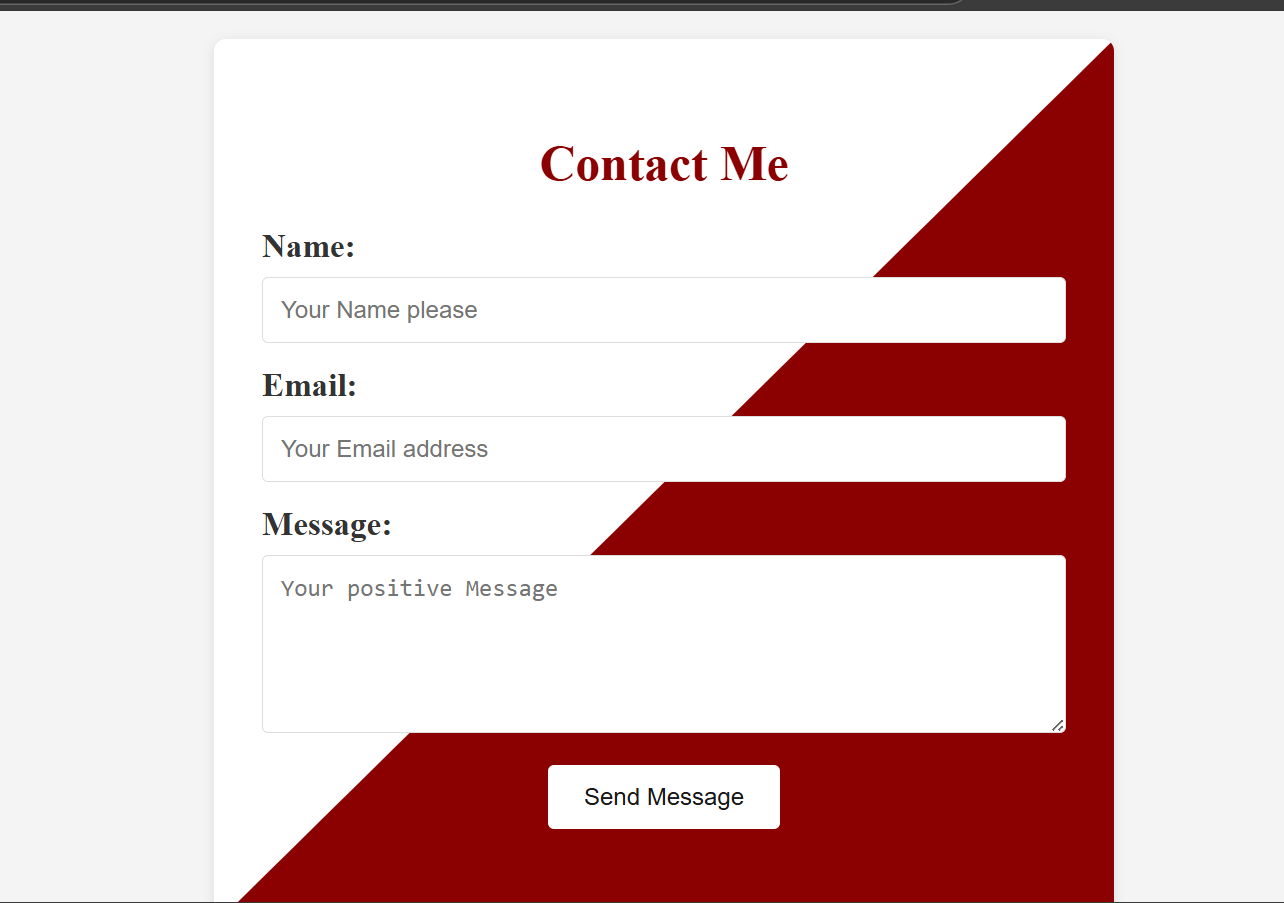 Contact Me
Name:
Your Name please
Email:
Your Email address
Message:
Your positive Message
Send Message